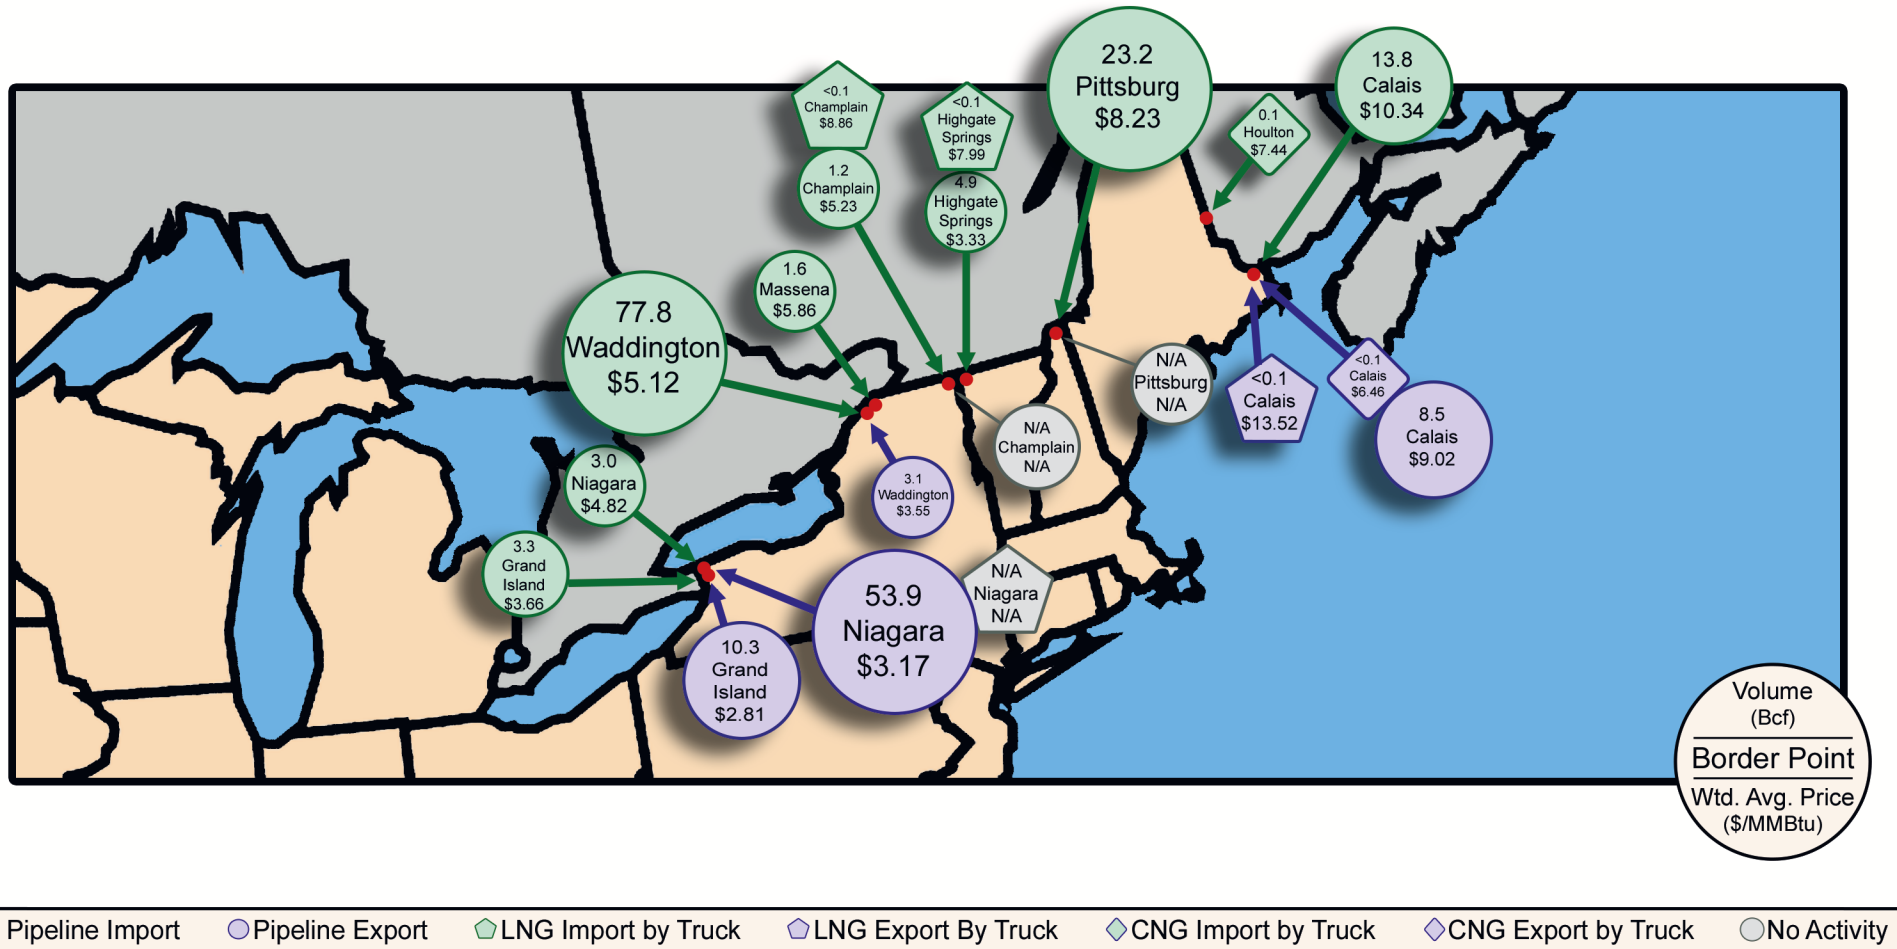 23.2
Pittsburg
$8.23
13.8
Calais
$10.34
<0.1
Champlain
$8.86
<0.1
Highgate
Springs
$7.99
0.1
Houlton
$7.44
1.2
Champlain
$5.23
4.9
Highgate
Springs
$3.33
1.6
Massena
$5.86
77.8
Waddington
$5.12
N/A
Pittsburg
N/A
<0.1
Calais
$13.52
<0.1
Calais
$6.46
8.5
Calais
$9.02
N/A
Champlain
N/A
3.0
Niagara
$4.82
3.1
Waddington
$3.55
3.3
Grand
Island
$3.66
N/A
Niagara
N/A
53.9
Niagara
$3.17
10.3
Grand
Island
$2.81
Volume
(Bcf)
Border Point
Wtd. Avg. Price
($/MMBtu)
Pipeline Import
Pipeline Export
LNG Import by Truck
LNG Export By Truck
CNG Import by Truck
CNG Export by Truck
No Activity